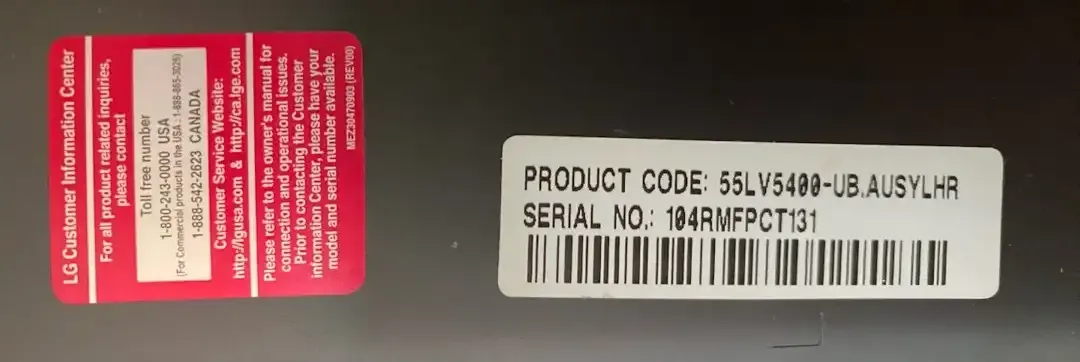 LG Customer Information Center
For all product related inquiries,
please contact
Toll free number
1-800-243-0000 USA
(For Commercial products in the USA : 1-888-865-3026)
1-888-542-2623 CANADA
Customer Service Website:
http://lgusa.com & http://ca.lge.com
Please refer to the owner's manual for
connection and operational issues.
Prior to contacting the Customer
information Center, please have your
model and serial number available.
MEZ30470903 (REV00)
PRODUCT CODE: 55LV5400-UB.AUSYLHR
SERIAL NO.: 104RMFPCT131